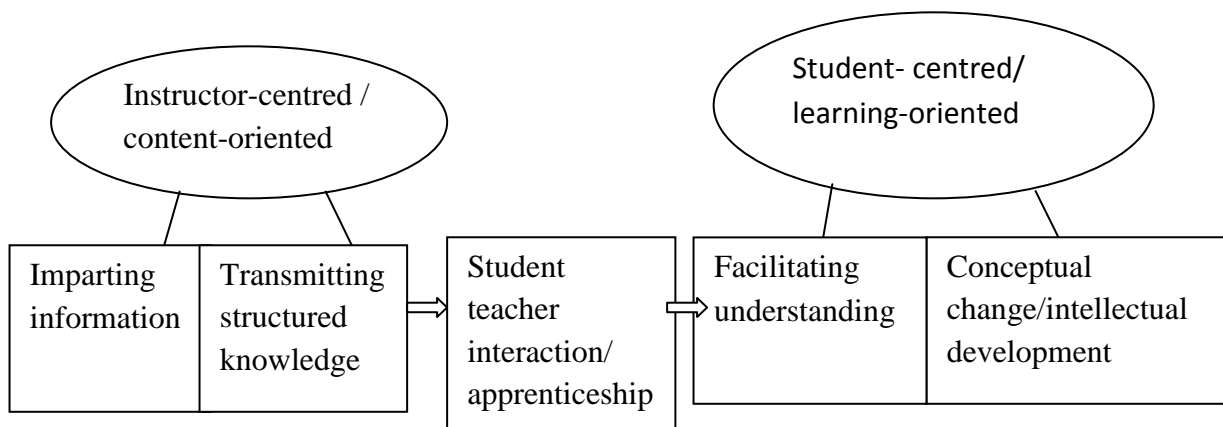 Instructor-centred /
content-oriented
Student- centred/
learning-oriented
Imparting
information
Transmitting
structured
knowledge
Student
teacher
interaction/
apprenticeship
Facilitating
understanding
Conceptual
change/intellectual
development